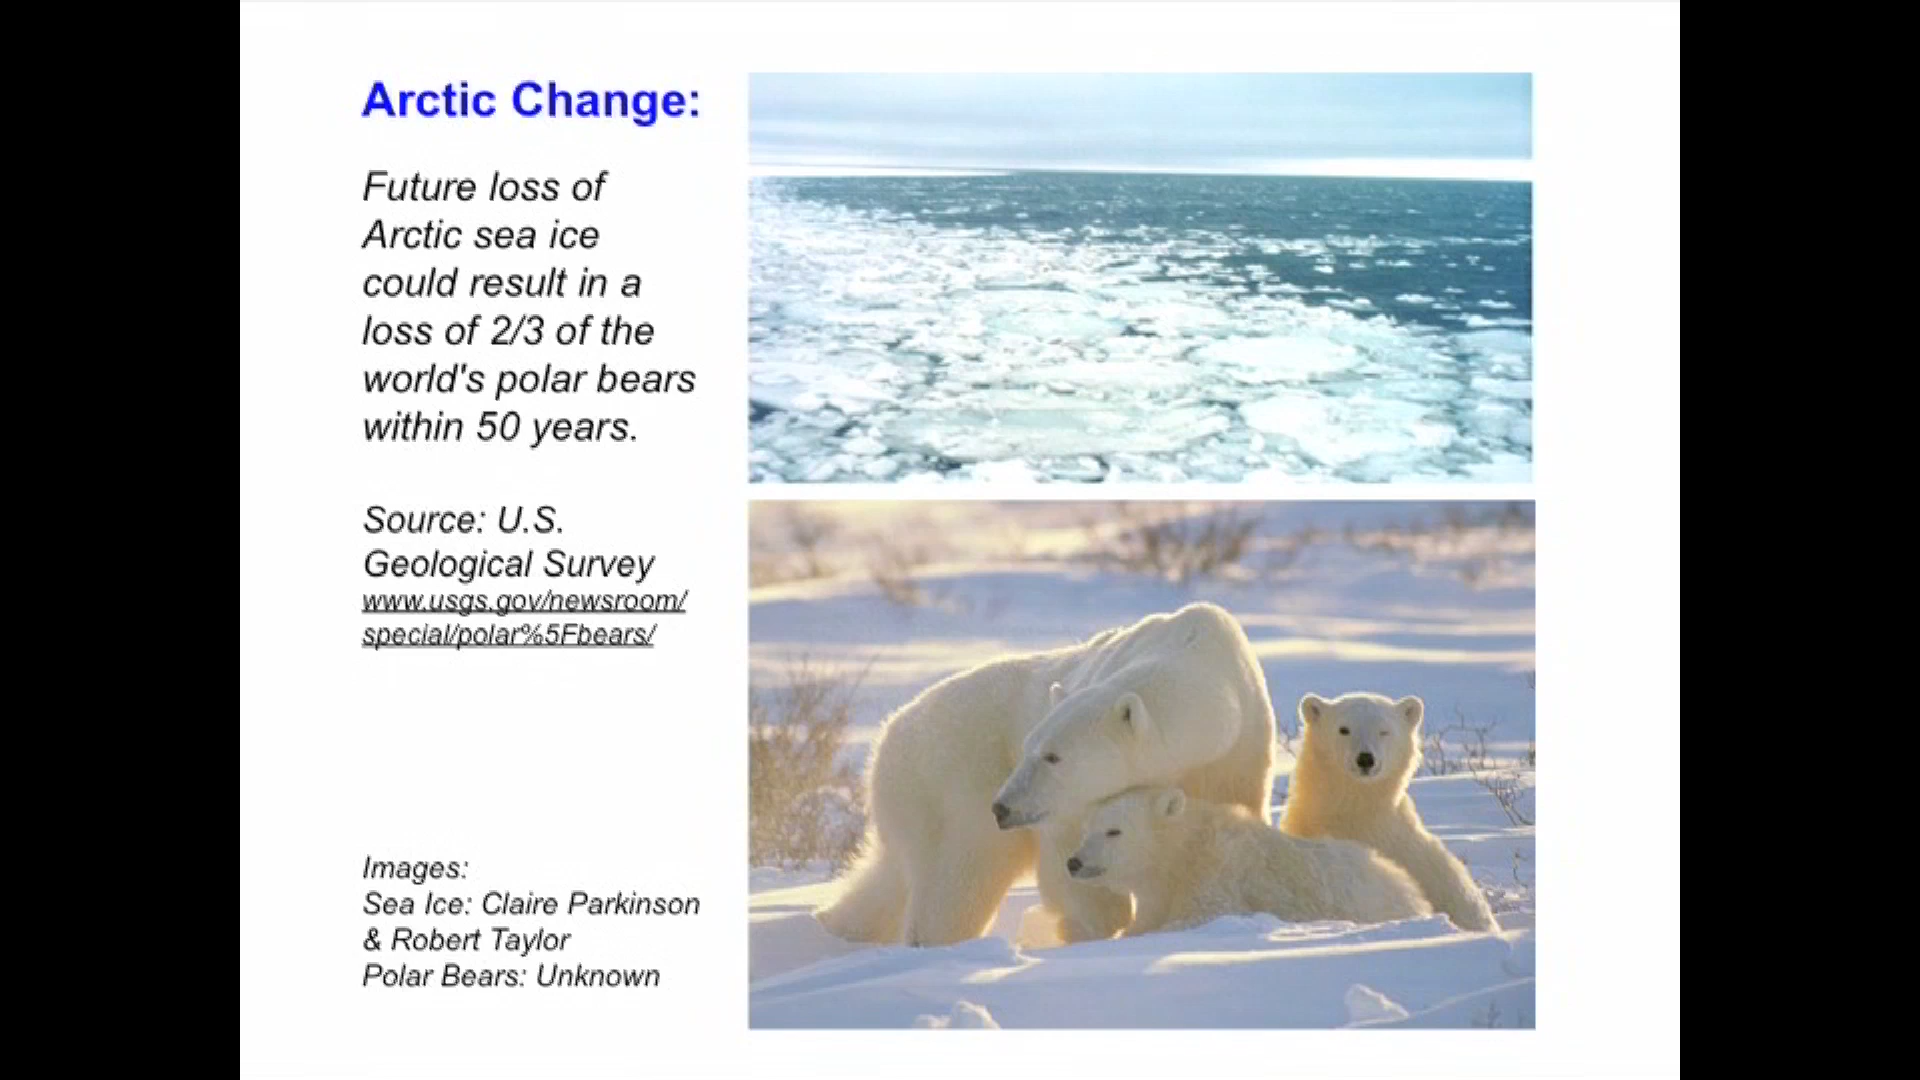 Arctic Change:
Future loss of
Arctic sea ice
could result in a
loss of 2/3 of the
world's polar bears
within 50 years.
Source: U.S.
Geological Survey
www.usgs.gov/newsroom/
special/polar%5Fbears/
Images:
Sea Ice: Claire Parkinson
& Robert Taylor
Polar Bears: Unknown